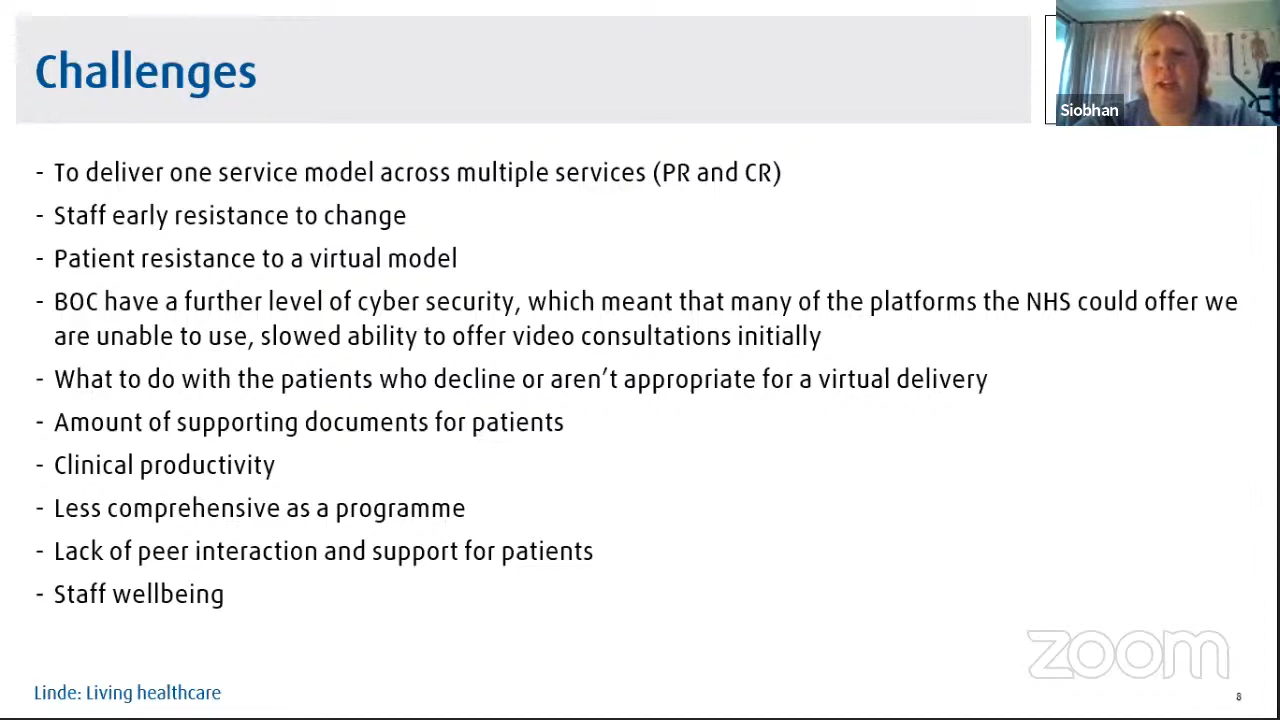 Challenges
Siobhan
- To deliver one service model across multiple services (PR and CR)
- Staff early resistance to change
- Patient resistance to a virtual model
- BOC have a further level of cyber security, which meant that many of the platforms the NHS could offer we
are unable to use, slowed ability to offer video consultations initially
- What to do with the patients who decline or aren’t appropriate for a virtual delivery
- Amount of supporting documents for patients
- Clinical productivity
- Less comprehensive as a programme
- Lack of peer interaction and support for patients
- Staff wellbeing
zoom
Linde: Living healthcare
8